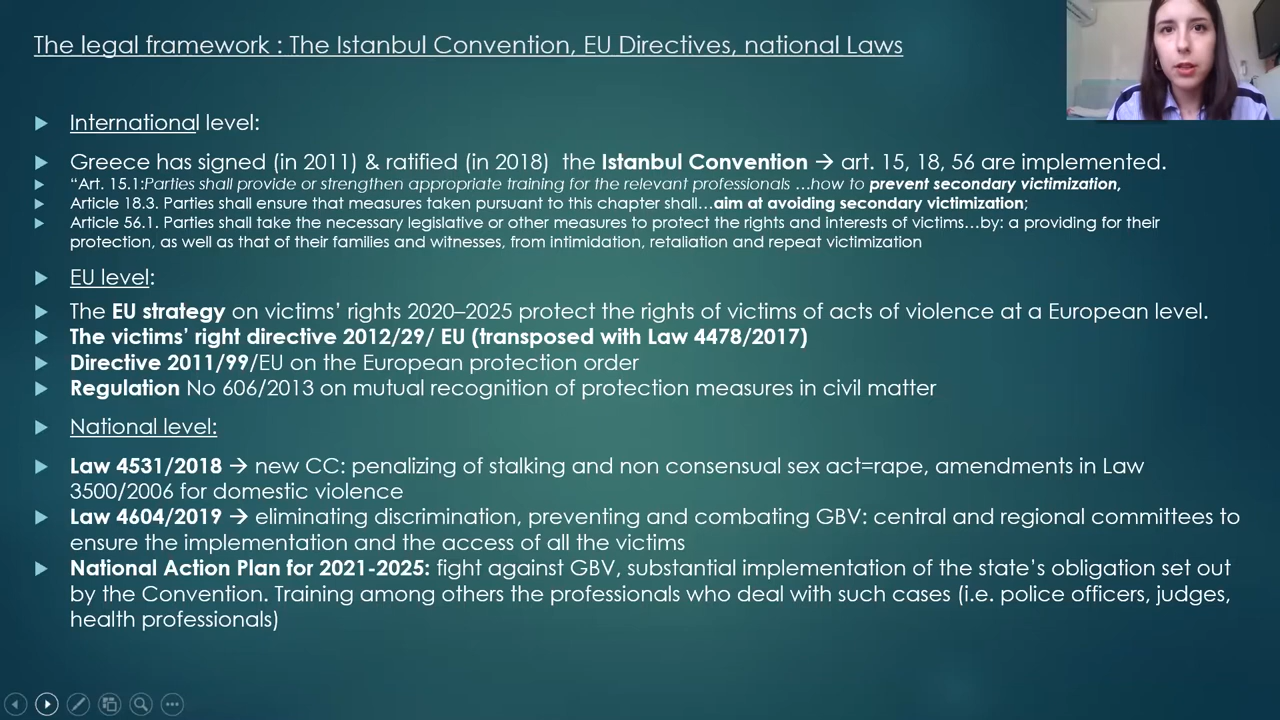 The legal framework : The Istanbul Convention, EU Directives, national Laws
International level:
Greece has signed (in 2011) & ratified (in 2018)  the Istanbul Convention → art. 15, 18, 56 are implemented.
“Art. 15.1:Parties shall provide or strengthen appropriate training for the relevant professionals …how to prevent secondary victimization,
Article 18.3. Parties shall ensure that measures taken pursuant to this chapter shall…aim at avoiding secondary victimization;
Article 56.1. Parties shall take the necessary legislative or other measures to protect the rights and interests of victims…by: a providing for their
protection, as well as that of their families and witnesses, from intimidation, retaliation and repeat victimization
EU level:
The EU strategy on victims’ rights 2020–2025 protect the rights of victims of acts of violence at a European level.
The victims’ right directive 2012/29/ EU (transposed with Law 4478/2017)
Directive 2011/99/EU on the European protection order
Regulation No 606/2013 on mutual recognition of protection measures in civil matter
National level:
Law 4531/2018 → new CC: penalizing of stalking and non consensual sex act=rape, amendments in Law
3500/2006 for domestic violence
Law 4604/2019 → eliminating discrimination, preventing and combating GBV: central and regional committees to
ensure the implementation and the access of all the victims
National Action Plan for 2021-2025: fight against GBV, substantial implementation of the state’s obligation set out
by the Convention. Training among others the professionals who deal with such cases (i.e. police officers, judges,
health professionals)